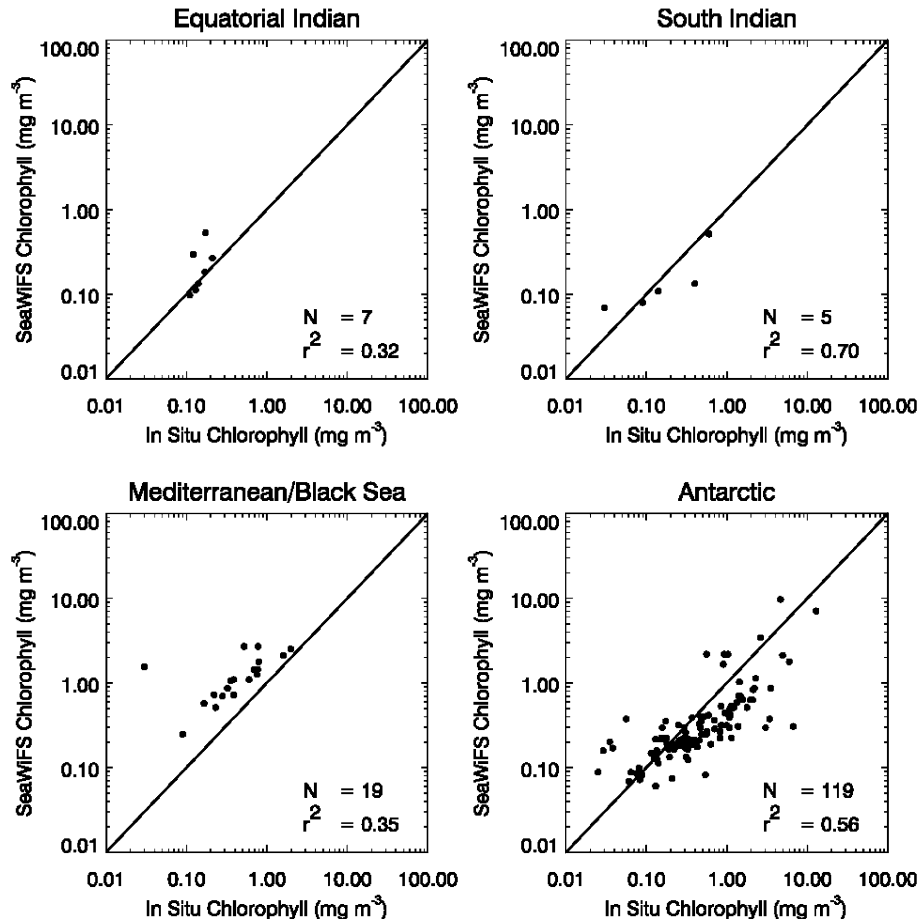 Equatorial Indian
SeaWiFS Chlorophyll (mg m-3)
100.00
10.00
1.00
0.10
0.01
N = 7
r2 = 0.32
0.01 0.10 1.00 10.00 100.00
In Situ Chlorophyll (mg m-3)
South Indian
SeaWiFS Chlorophyll (mg m-3)
100.00
10.00
1.00
0.10
0.01
N = 5
r2 = 0.70
0.01 0.10 1.00 10.00 100.00
In Situ Chlorophyll (mg m-3)
Mediterranean/Black Sea
SeaWiFS Chlorophyll (mg m-3)
100.00
10.00
1.00
0.10
0.01
N = 19
r2 = 0.35
0.01 0.10 1.00 10.00 100.00
In Situ Chlorophyll (mg m-3)
Antarctic
SeaWiFS Chlorophyll (mg m-3)
100.00
10.00
1.00
0.10
0.01
N = 119
r2 = 0.56
0.01 0.10 1.00 10.00 100.00
In Situ Chlorophyll (mg m-3)